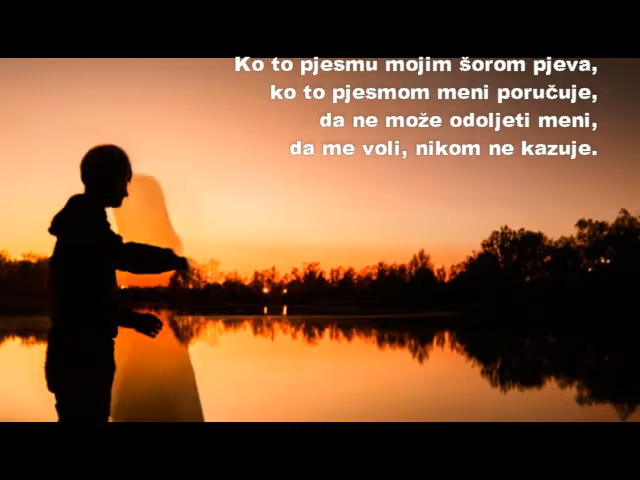 Ko to pjesmu mojim šorom pjeva,
ko to pjesmom meni poručuje,
da ne može odoljeti meni,
da me voli, nikom ne kazuje.